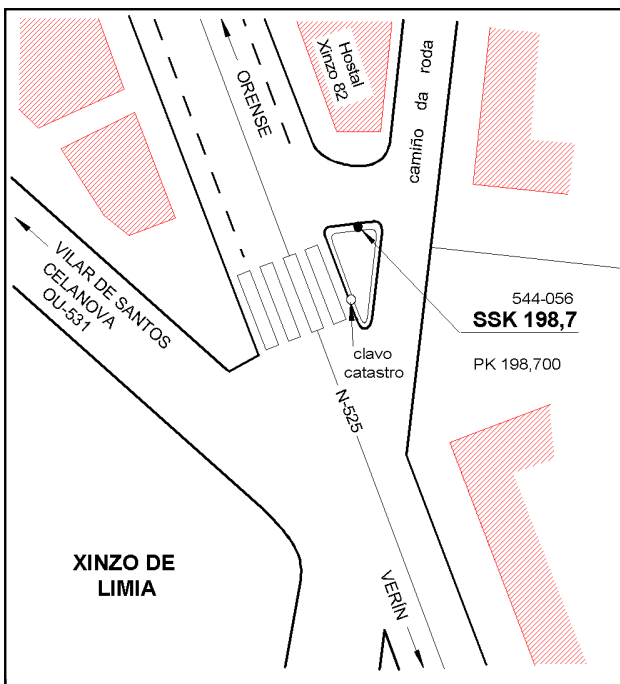 Hostal
Xinzo 82
camiño da roda
ORENSE
VILAR DE SANTOS
CELANOVA
OU-531
544-056
SSK 198,7
PK 198,700
clavo
catastro
N-525
XINZO DE
LIMIA
VERÍN